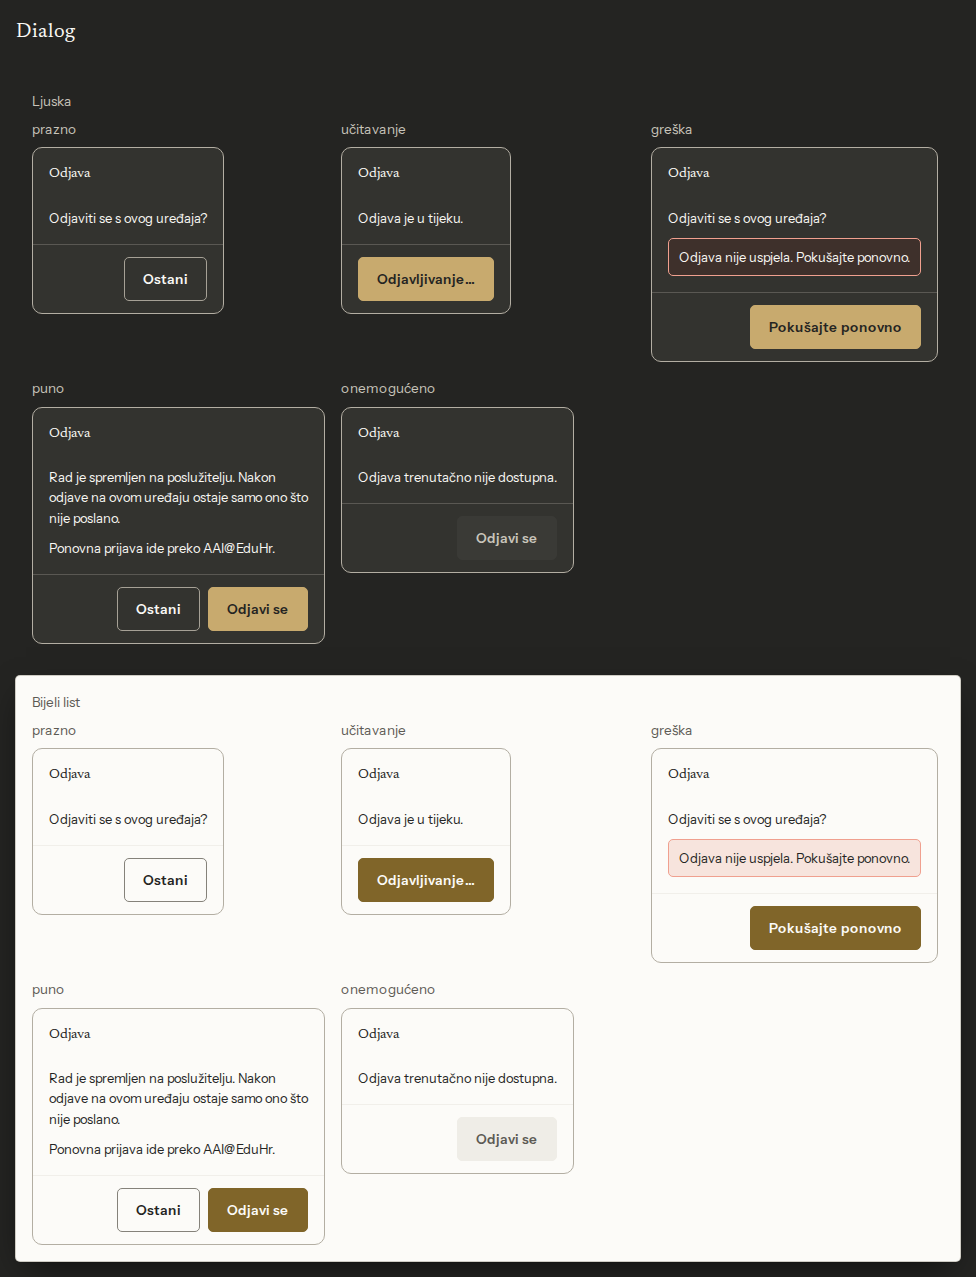 Dialog
Ljuska
prazno
Odjava
Odjaviti se s ovog uređaja?
Ostani
učitavanje
Odjava
Odjava je u tijeku.
Odjavljivanje…
greška
Odjava
Odjaviti se s ovog uređaja?
Odjava nije uspjela. Pokušajte ponovno.
Pokušajte ponovno
puno
Odjava
Rad je spremljen na poslužitelju. Nakon
odjave na ovom uređaju ostaje samo ono što
nije poslano.
Ponovna prijava ide preko AAI@EduHr.
Ostani
Odjavi se
onemogućeno
Odjava
Odjava trenutačno nije dostupna.
Odjavi se
Bijeli list
prazno
Odjava
Odjaviti se s ovog uređaja?
Ostani
učitavanje
Odjava
Odjava je u tijeku.
Odjavljivanje…
greška
Odjava
Odjaviti se s ovog uređaja?
Odjava nije uspjela. Pokušajte ponovno.
Pokušajte ponovno
puno
Odjava
Rad je spremljen na poslužitelju. Nakon
odjave na ovom uređaju ostaje samo ono što
nije poslano.
Ponovna prijava ide preko AAI@EduHr.
Ostani
Odjavi se
onemogućeno
Odjava
Odjava trenutačno nije dostupna.
Odjavi se